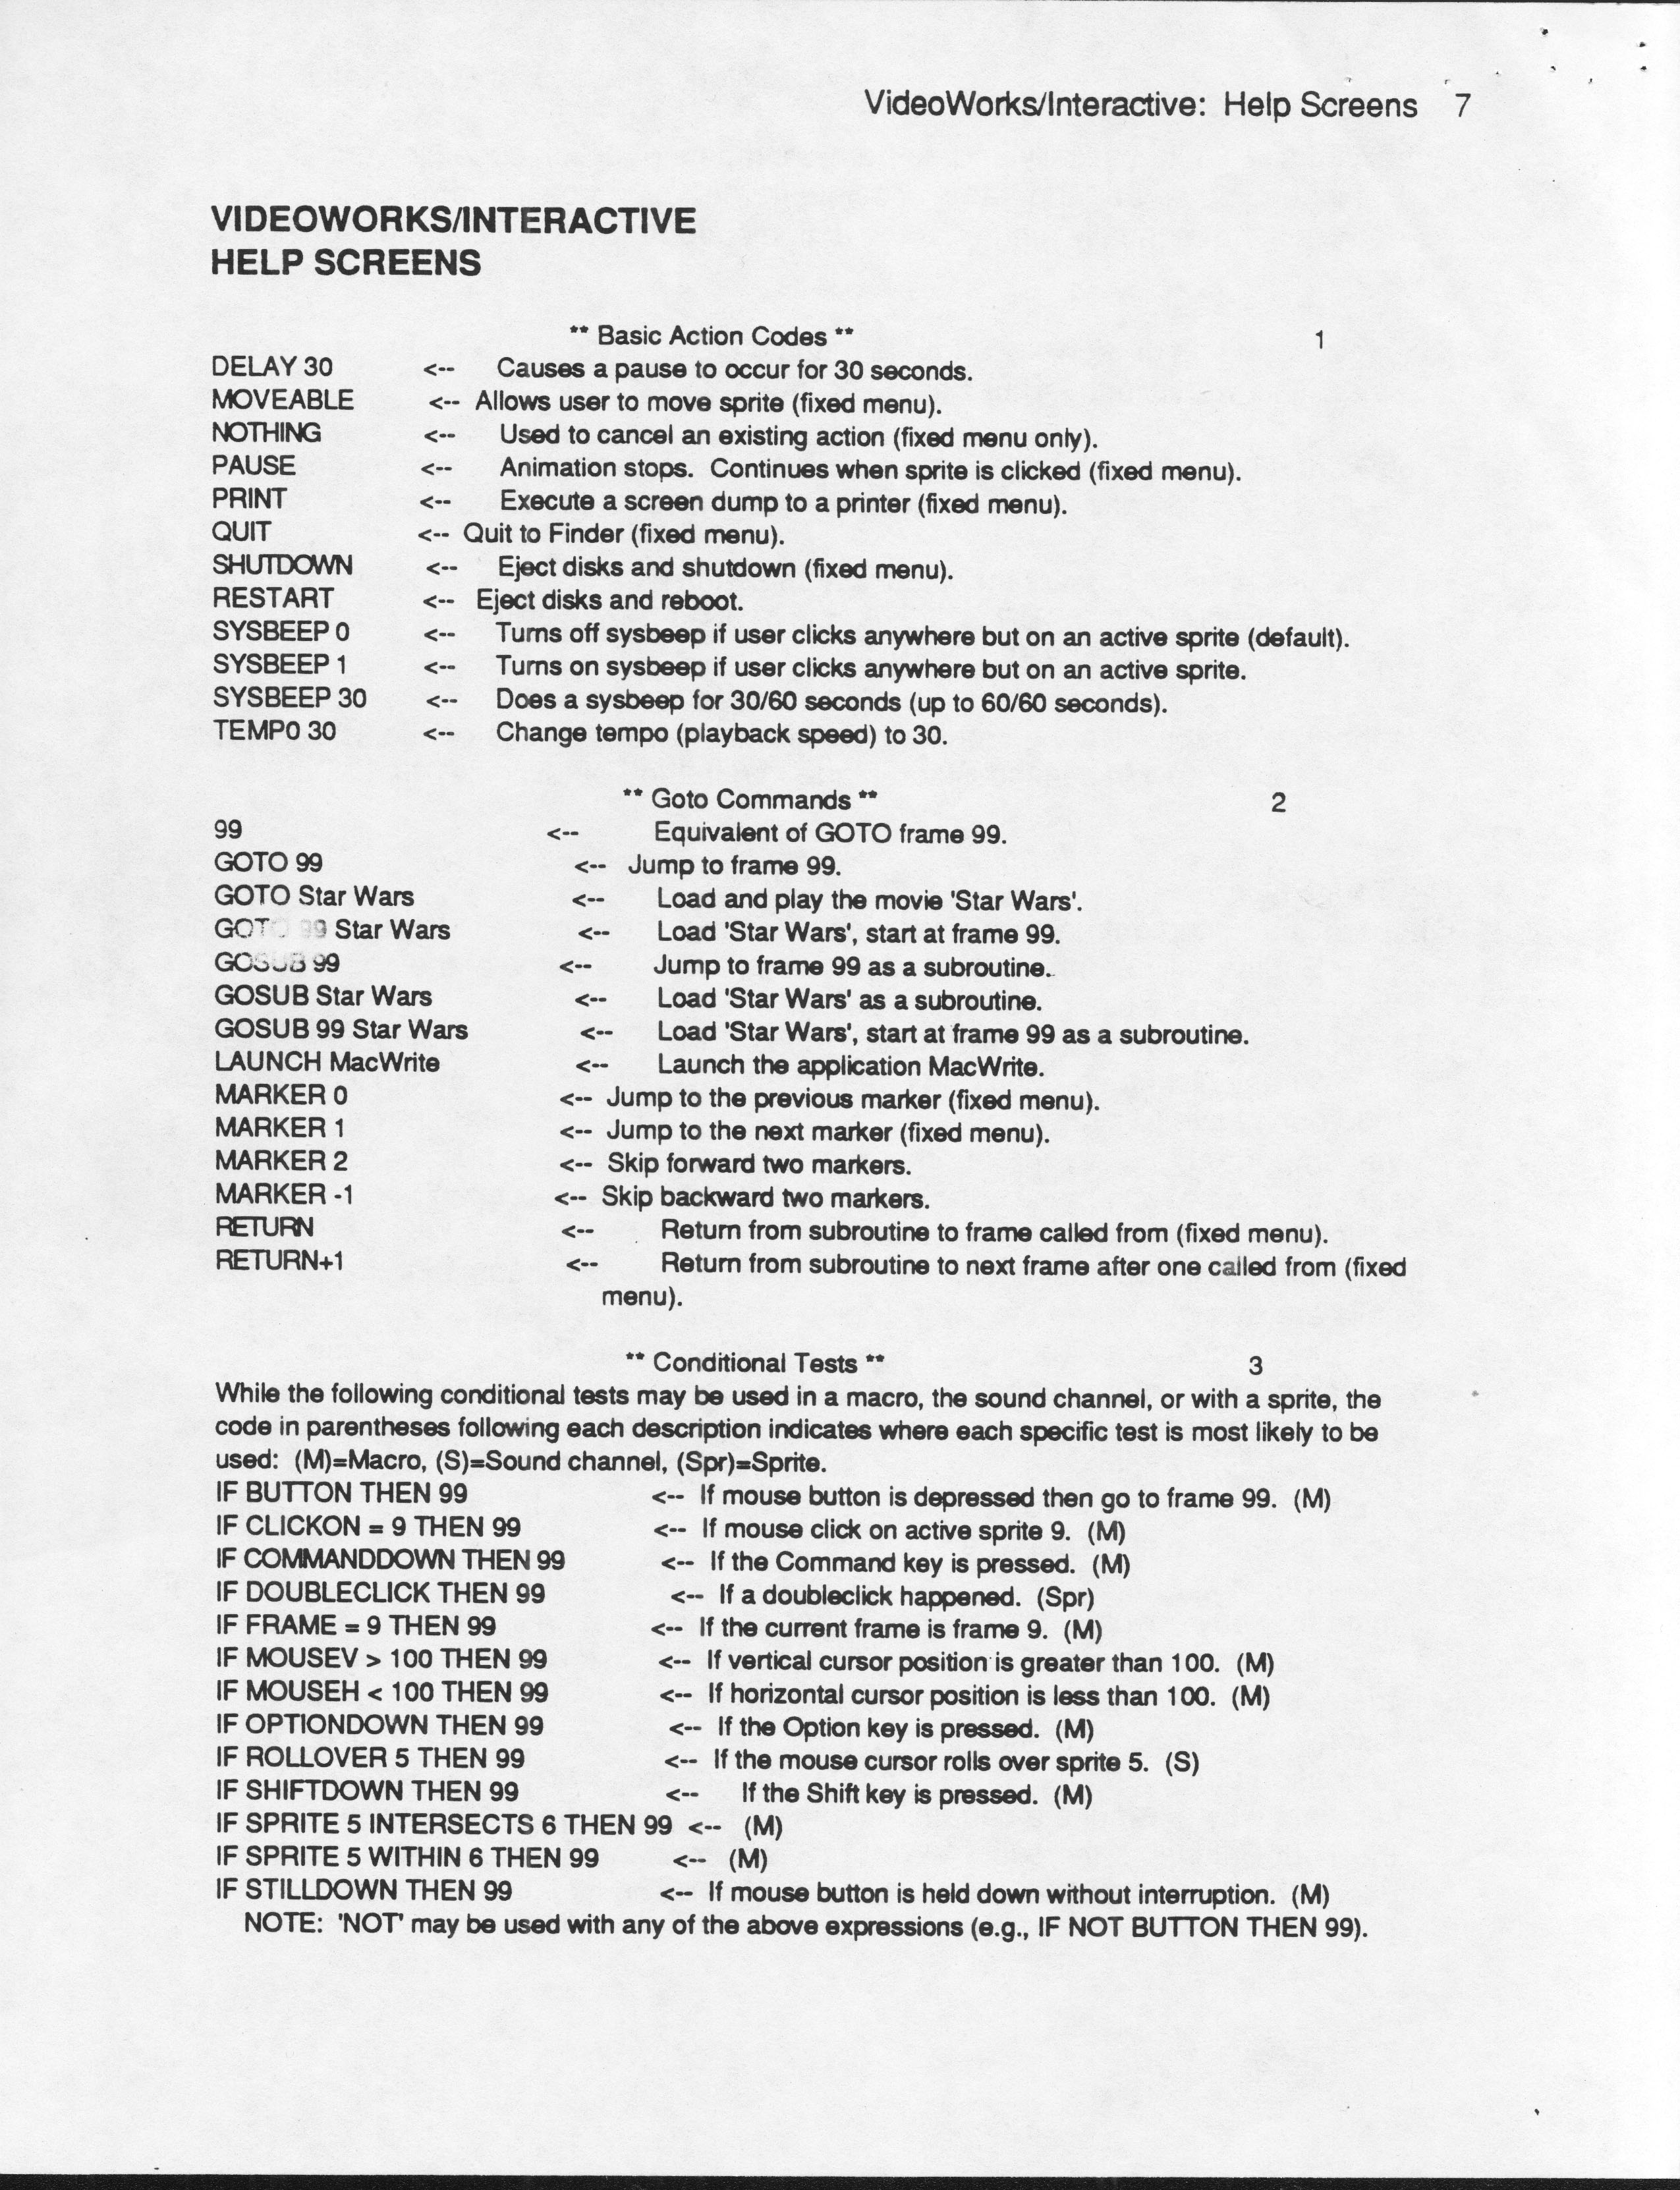 VideoWorks/Interactive: Help Screens 7
VIDEOWORKS/INTERACTIVE
HELP SCREENS
** Basic Action Codes ** 1
DELAY 30 <-- Causes a pause to occur for 30 seconds.
MOVEABLE <-- Allows user to move sprite (fixed menu).
NOTHING <-- Used to cancel an existing action (fixed menu only).
PAUSE <-- Animation stops. Continues when sprite is clicked (fixed menu).
PRINT <-- Execute a screen dump to a printer (fixed menu).
QUIT <-- Quit to Finder (fixed menu).
SHUTDOWN <-- Eject disks and shutdown (fixed menu).
RESTART <-- Eject disks and reboot.
SYSBEEP 0 <-- Turns off sysbeep if user clicks anywhere but on an active sprite (default).
SYSBEEP 1 <-- Turns on sysbeep if user clicks anywhere but on an active sprite.
SYSBEEP 30 <-- Does a sysbeep for 30/60 seconds (up to 60/60 seconds).
TEMP0 30 <-- Change tempo (playback speed) to 30.
** Goto Commands ** 2
99 <-- Equivalent of GOTO frame 99.
GOTO 99 <-- Jump to frame 99.
GOTO Star Wars <-- Load and play the movie 'Star Wars'.
GOTO 99 Star Wars <-- Load 'Star Wars', start at frame 99.
GOSUB 99 <-- Jump to frame 99 as a subroutine.
GOSUB Star Wars <-- Load 'Star Wars' as a subroutine.
GOSUB 99 Star Wars <-- Load 'Star Wars', start at frame 99 as a subroutine.
LAUNCH MacWrite <-- Launch the application MacWrite.
MARKER 0 <-- Jump to the previous marker (fixed menu).
MARKER 1 <-- Jump to the next marker (fixed menu).
MARKER 2 <-- Skip forward two markers.
MARKER -1 <-- Skip backward two markers.
RETURN <-- Return from subroutine to frame called from (fixed menu).
RETURN+1 <-- Return from subroutine to next frame after one called from (fixed
menu).
** Conditional Tests ** 3
While the following conditional tests may be used in a macro, the sound channel, or with a sprite, the
code in parentheses following each description indicates where each specific test is most likely to be
used: (M)=Macro, (S)=Sound channel, (Spr)=Sprite.
IF BUTTON THEN 99 <-- If mouse button is depressed then go to frame 99. (M)
IF CLICKON = 9 THEN 99 <-- If mouse click on active sprite 9. (M)
IF COMMANDDOWN THEN 99 <-- If the Command key is pressed. (M)
IF DOUBLECLICK THEN 99 <-- If a doubleclick happened. (Spr)
IF FRAME = 9 THEN 99 <-- If the current frame is frame 9. (M)
IF MOUSEV > 100 THEN 99 <-- If vertical cursor position is greater than 100. (M)
IF MOUSEH < 100 THEN 99 <-- If horizontal cursor position is less than 100. (M)
IF OPTIONDOWN THEN 99 <-- If the Option key is pressed. (M)
IF ROLLOVER 5 THEN 99 <-- If the mouse cursor rolls over sprite 5. (S)
IF SHIFTDOWN THEN 99 <-- If the Shift key is pressed. (M)
IF SPRITE 5 INTERSECTS 6 THEN 99 <-- (M)
IF SPRITE 5 WITHIN 6 THEN 99 <-- (M)
IF STILLDOWN THEN 99 <-- If mouse button is held down without interruption. (M)
NOTE: 'NOT' may be used with any of the above expressions (e.g., IF NOT BUTTON THEN 99).